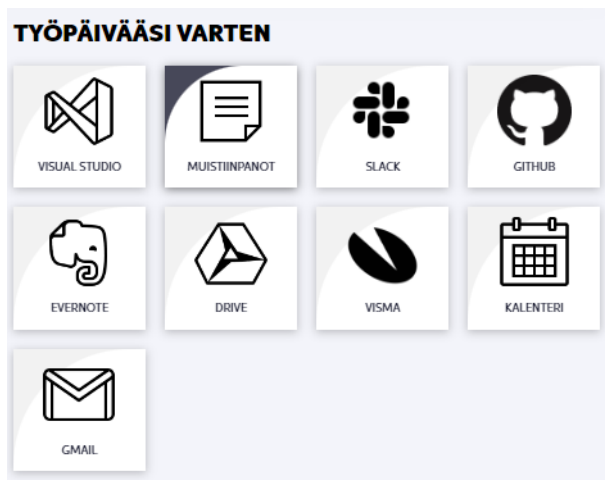 TYÖPÄIVÄÄSI VARTEN
VISUAL STUDIO
MUISTIINPANOT
SLACK
GITHUB
EVERNOTE
DRIVE
VISMA
KALENTERI
GMAIL